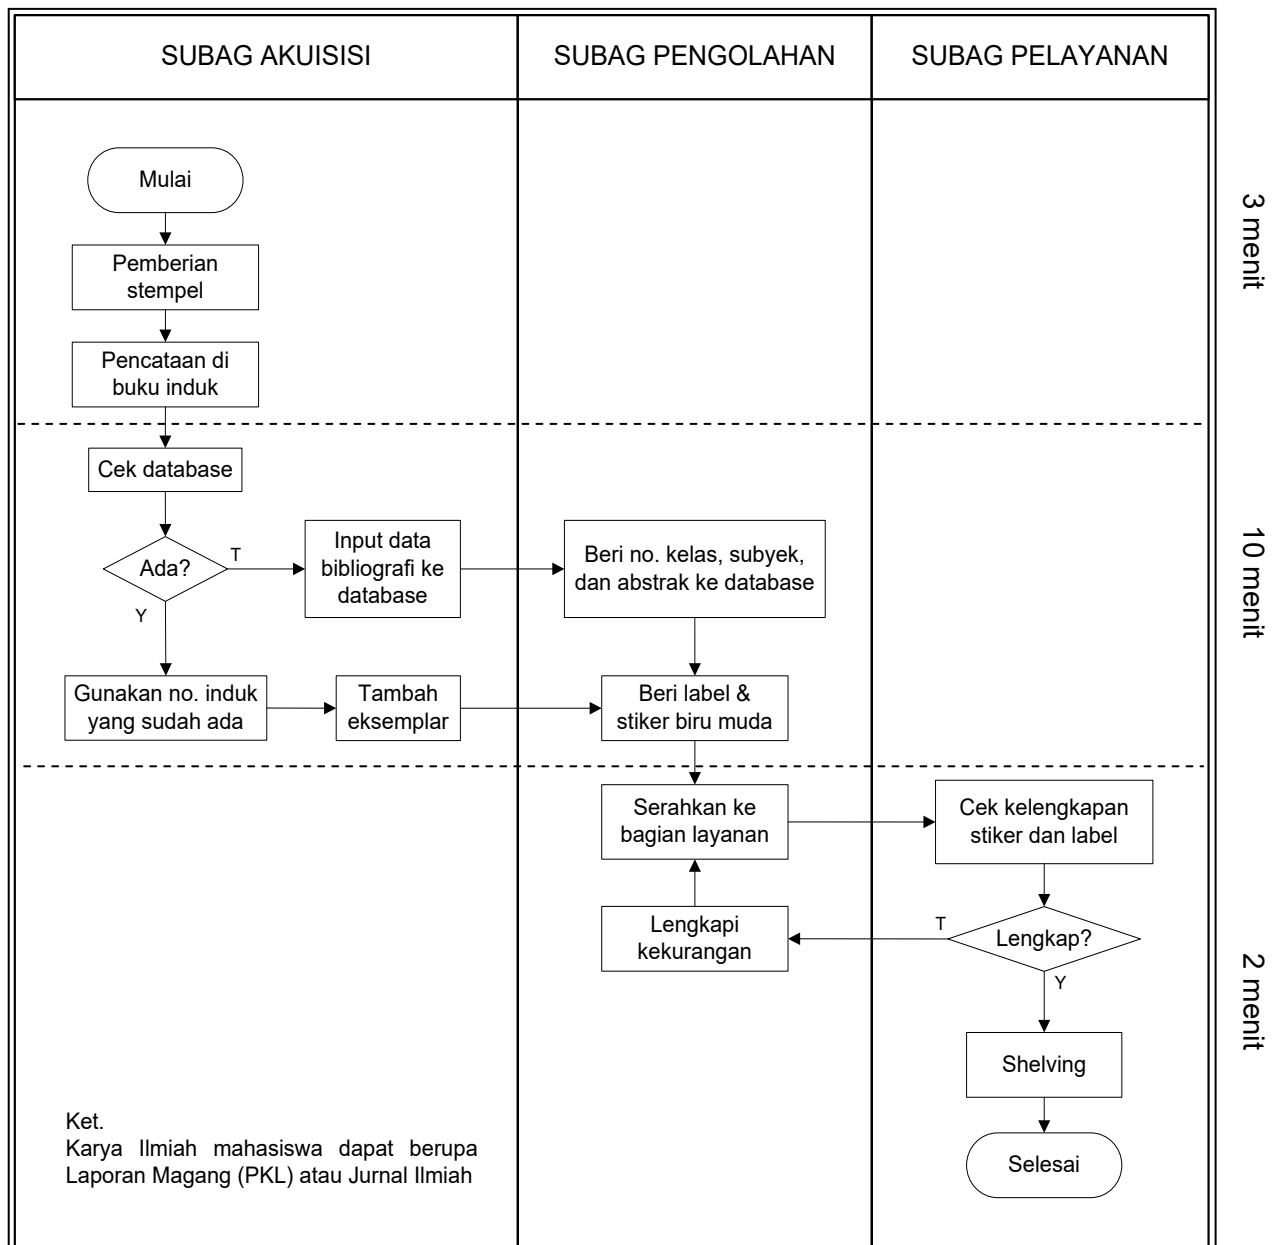 SUBAG AKUISISI
SUBAG PENGOLAHAN
SUBAG PELAYANAN
Mulai
Pemberian
stempel
Pencataan di
buku induk
3 menit
Cek database
Ada?
T
Y
Input data
bibliografi ke
database
Beri no. kelas, subyek,
dan abstrak ke database
Gunakan no. induk
yang sudah ada
Tambah
eksemplar
Beri label &
stiker biru muda
10 menit
Serahkan ke
bagian layanan
Cek kelengkapan
stiker dan label
Lengkapi
kekurangan
T
Lengkap?
Y
Shelving
Selesai
2 menit
Ket.
Karya Ilmiah mahasiswa dapat berupa
Laporan Magang (PKL) atau Jurnal Ilmiah